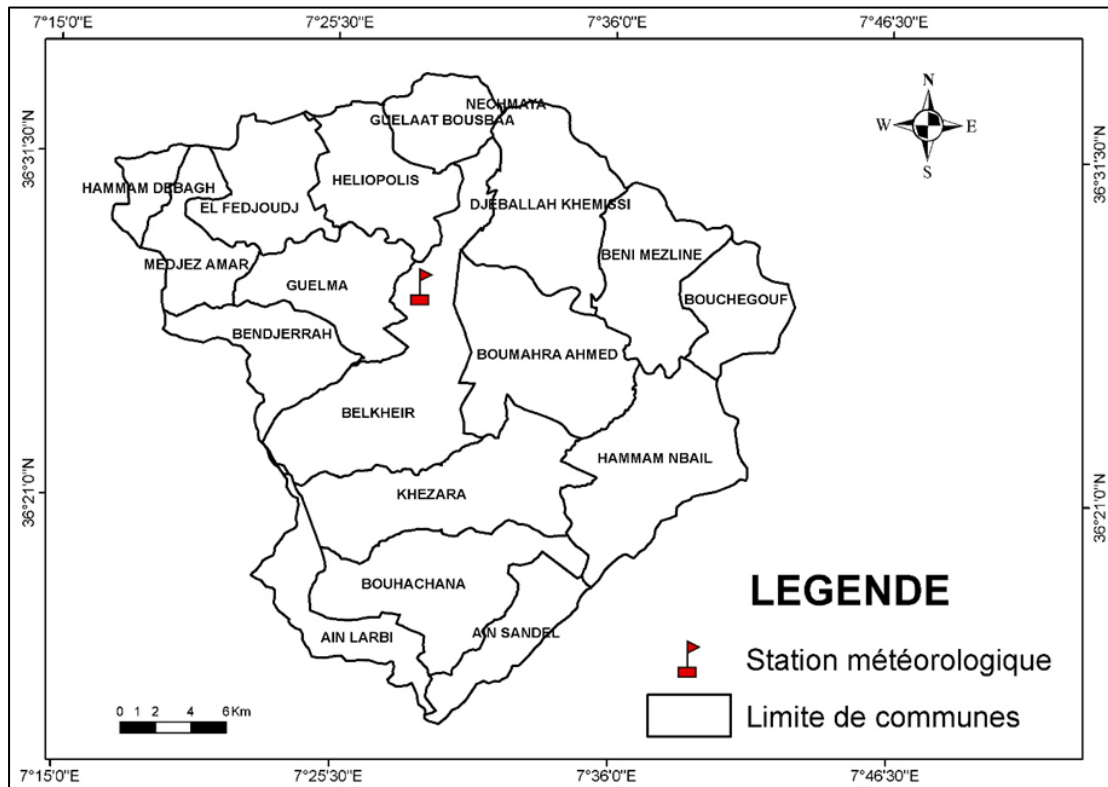 7°15'0"E 7°25'30"E 7°36'0"E 7°46'30"E
N
W E
S
36°31'30"N
36°31'30"N
NECHMAYA
GUELAAT BOUSBAA
HAMMAM DEBAGH
HELIOPOLIS
EL FEDJOUDJ
DJEBALLAH KHEMISSI
BENI MEZLINE
MEDJEZ AMAR
GUELMA
BOUCHEGOUF
BENDJERRAH
BOUMAHRA AHMED
BELKHEIR
HAMMAM NBAIL
KHEZARA
36°21'0"N
36°21'0"N
BOUHACHANA
AIN LARBI
AIN SANDEL
LEGENDE
Station météorologique
Limite de communes
0 1 2 4 6 Km
7°15'0"E 7°25'30"E 7°36'0"E 7°46'30"E